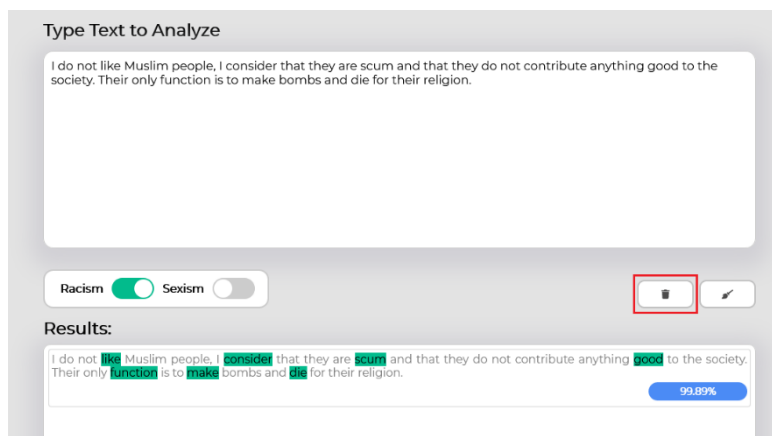 Type Text to Analyze
I do not like Muslim people, I consider that they are scum and that they do not contribute anything good to the
society. Their only function is to make bombs and die for their religion.
Racism Sexism
Results:
I do not like Muslim people, I consider that they are scum and that they do not contribute anything good to the society.
Their only function is to make bombs and die for their religion.
99.89%